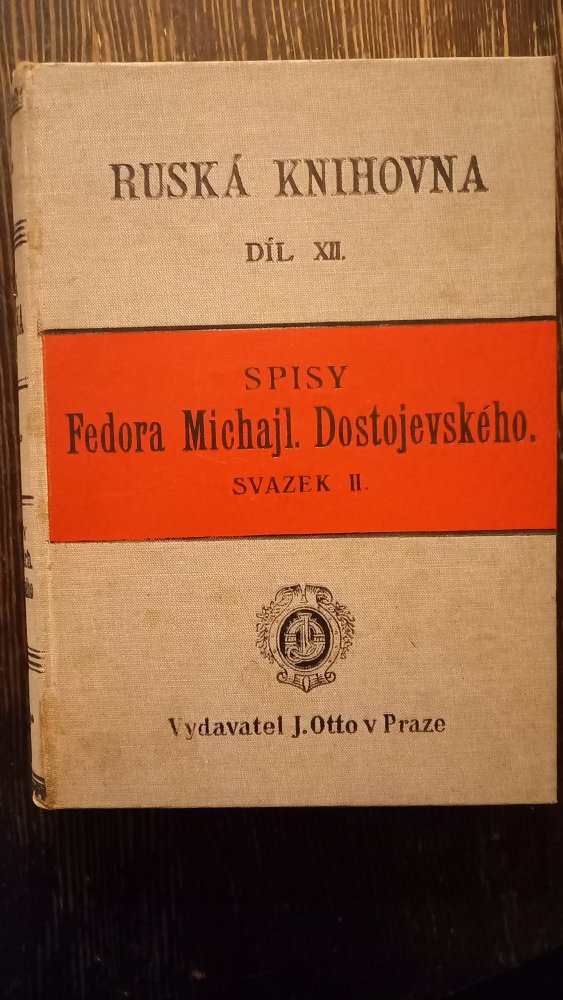 RUSKÁ KNIHOVNA
DÍL XII.
SPISY
Fedora Michajl. Dostojevského.
SVAZEK II.
Vydavatel J. Otto v Praze